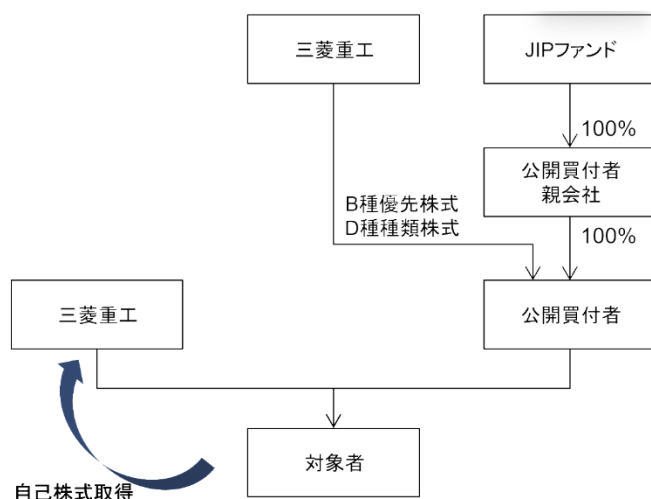 三菱重工
JIPファンド
100%
公開買付者
親会社
B種優先株式
D種種類株式
100%
三菱重工
公開買付者
対象者
自己株式取得